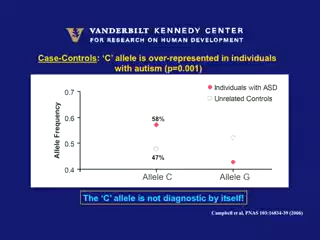 VANDERBILT KENNEDY CENTER
FOR RESEARCH ON HUMAN DEVELOPMENT
Case-Controls: ‘C’ allele is over-represented in individuals
with autism (p=0.001)
Individuals with ASD
Unrelated Controls
Allele Frequency
0.7
0.6
0.5
0.4
58%
47%
Allele C
Allele G
The ‘C’ allele is not diagnostic by itself!
Campbell et al, PNAS 103:16834-39 (2006)